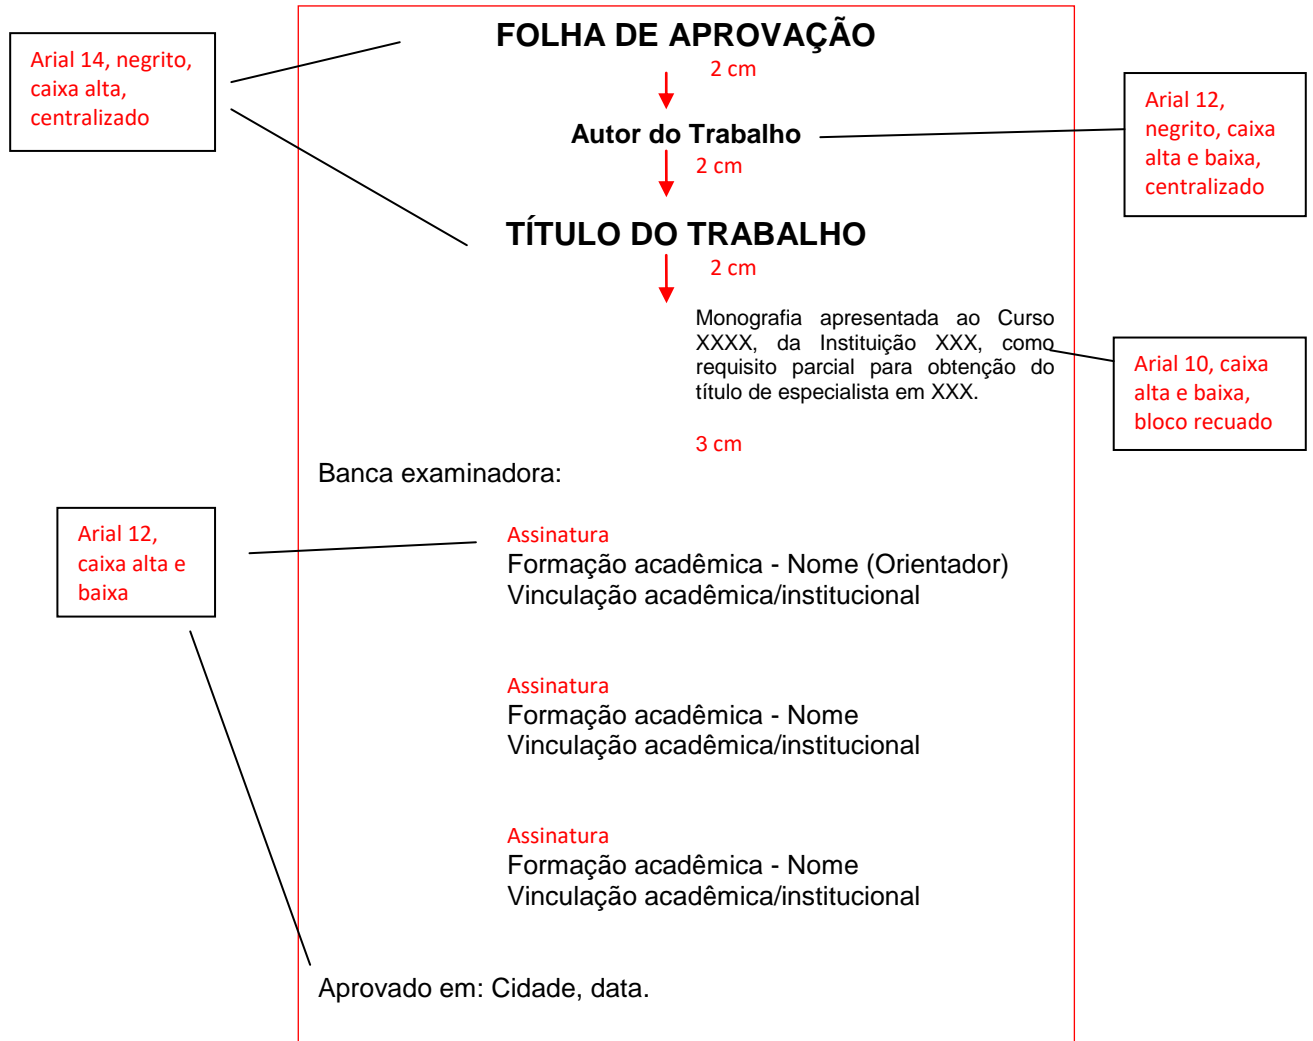 FOLHA DE APROVAÇÃO
Arial 14, negrito,
caixa alta,
centralizado
2 cm
Arial 12,
negrito, caixa
alta e baixa,
centralizado
Autor do Trabalho
2 cm
TÍTULO DO TRABALHO
2 cm
Monografia apresentada ao Curso
XXXX, da Instituição XXX, como
requisito parcial para obtenção do
título de especialista em XXX.
Arial 10, caixa
alta e baixa,
bloco recuado
3 cm
Banca examinadora:
Arial 12,
caixa alta e
baixa
Assinatura
Formação acadêmica - Nome (Orientador)
Vinculação acadêmica/institucional
Assinatura
Formação acadêmica - Nome
Vinculação acadêmica/institucional
Assinatura
Formação acadêmica - Nome
Vinculação acadêmica/institucional
Aprovado em: Cidade, data.